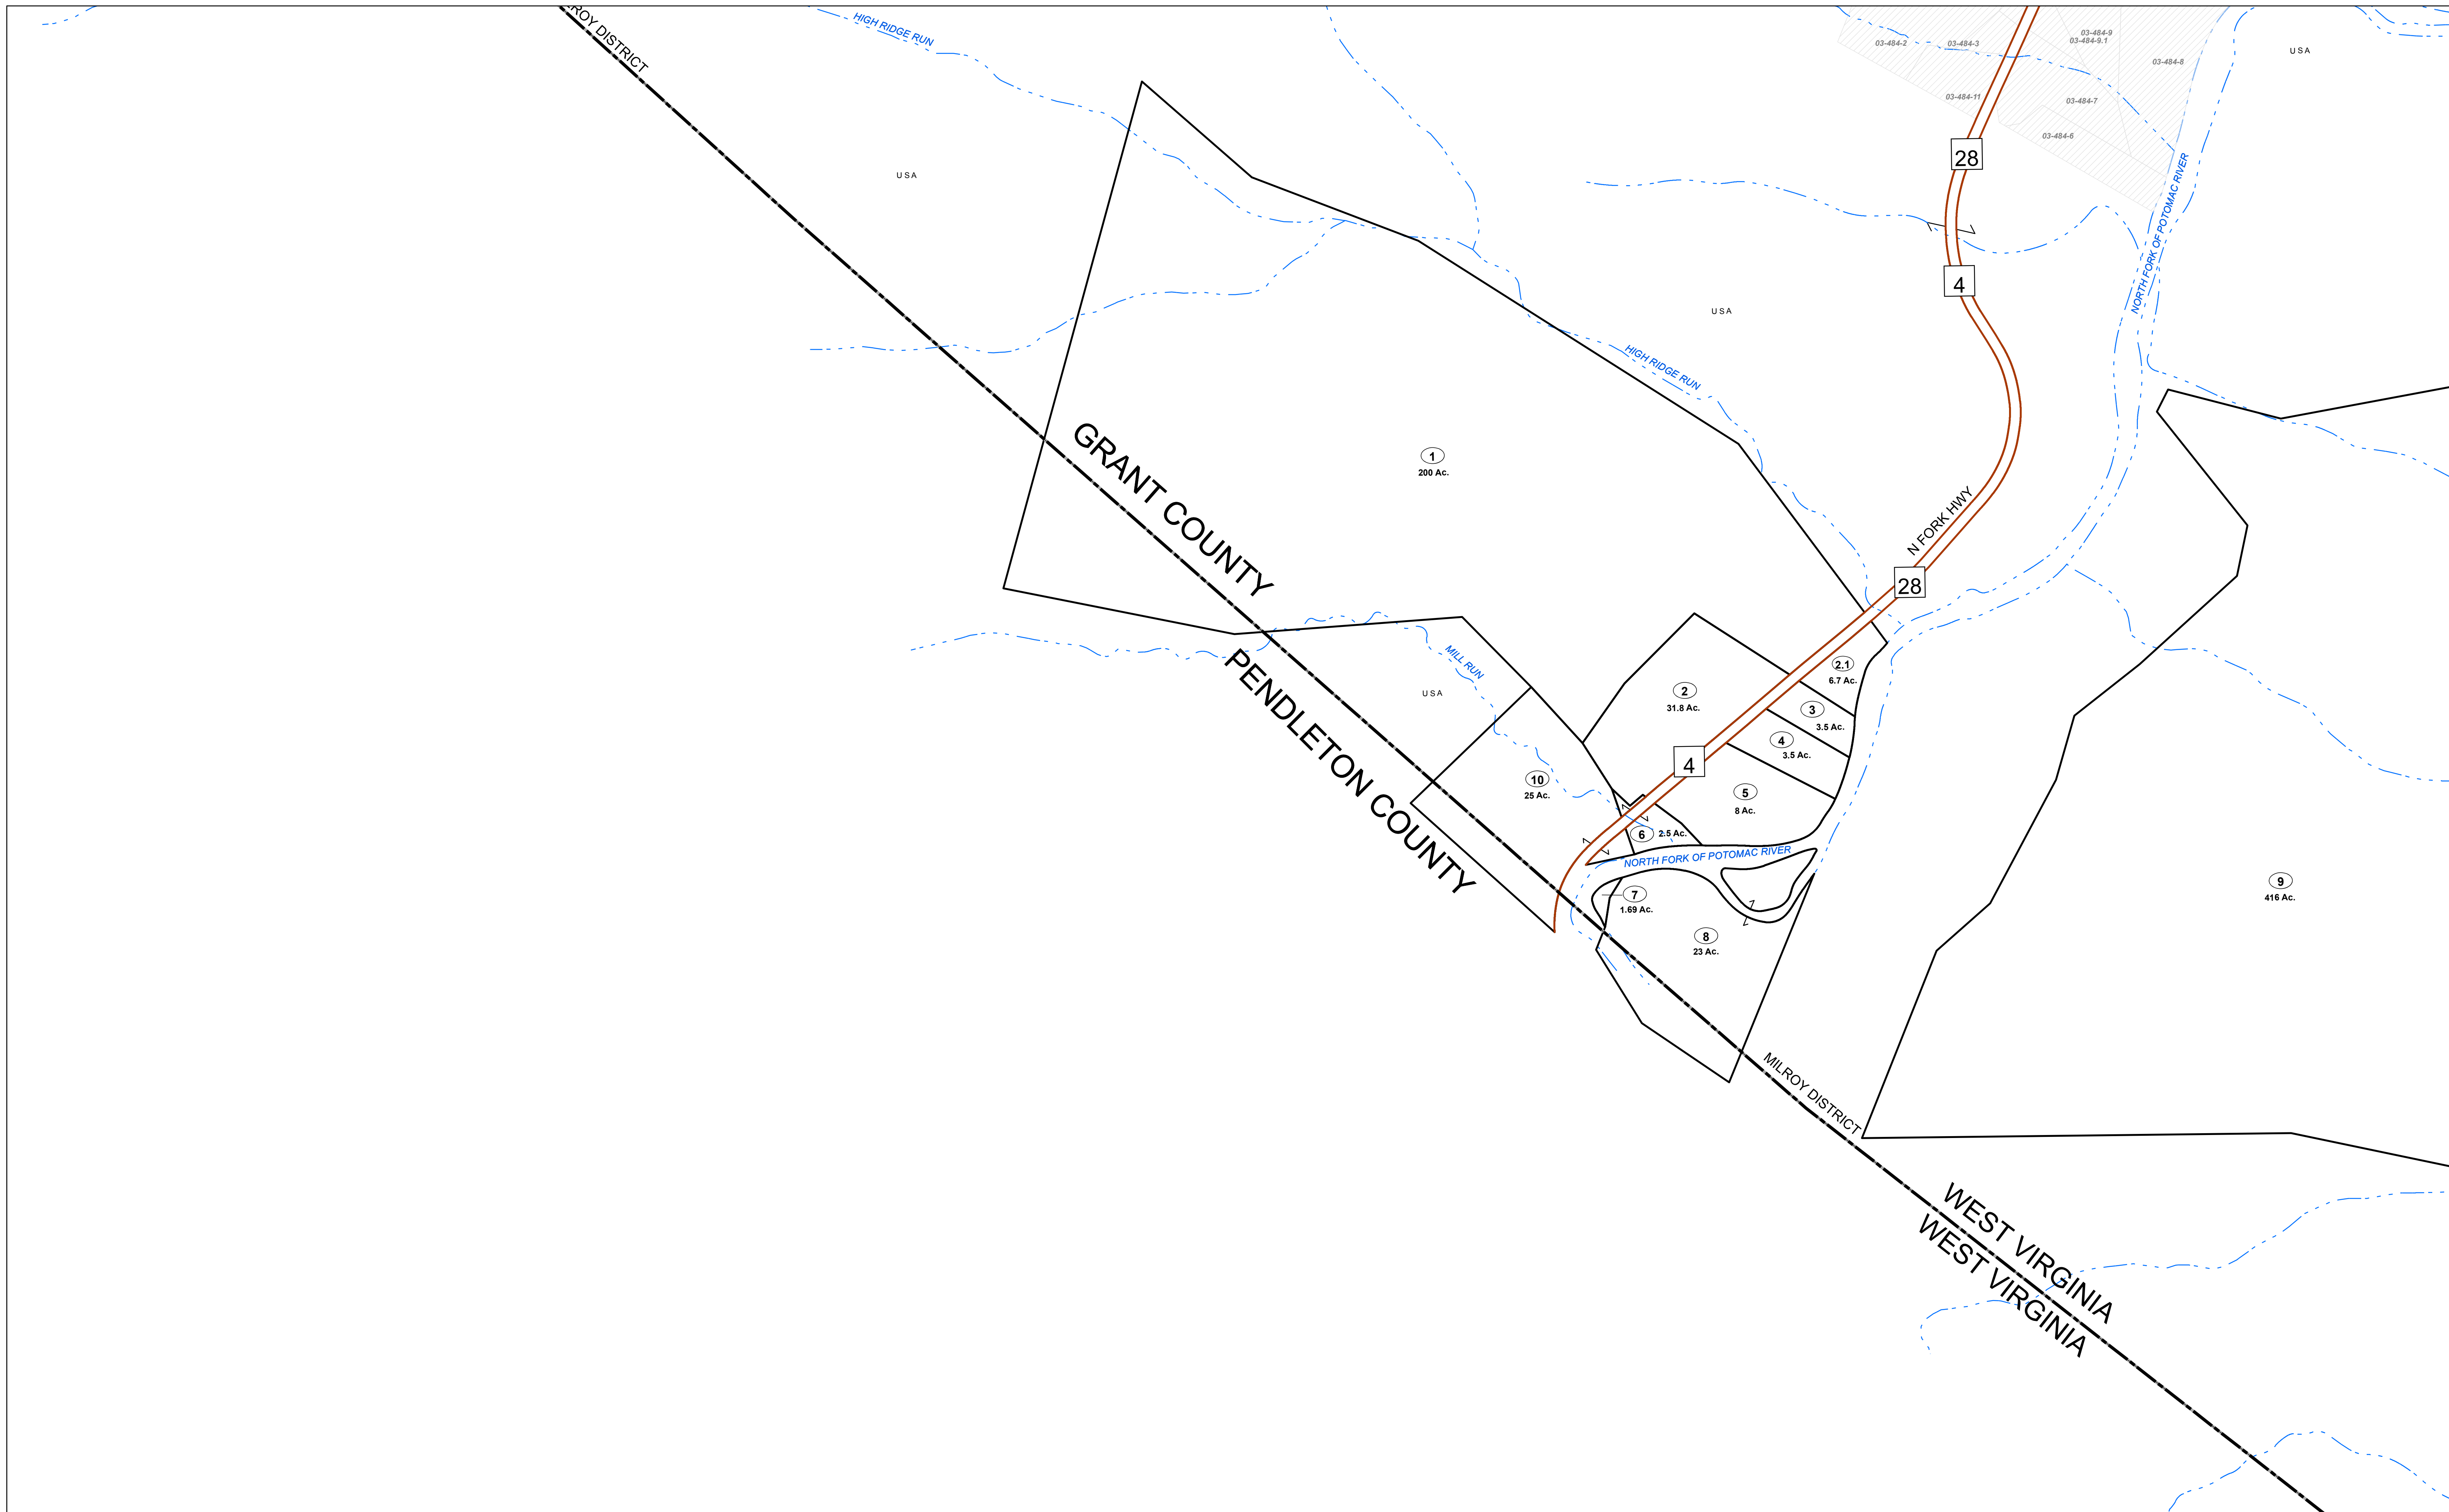 ROY DISTRICT
HIGH RIDGE RUN
03-484-2
03-484-3
03-484-9
03-484-9.1
03-484-8
USA
03-484-11
03-484-7
03-484-6
28
USA
NORTH FORK OF POTOMAC RIVER
4
USA
HIGH RIDGE RUN
1
200 Ac.
GRANT COUNTY
N FORK HWY
28
PENDLETON COUNTY
MILL RUN
USA
2
31.8 Ac.
2.1
6.7 Ac.
3
3.5 Ac.
4
3.5 Ac.
4
10
25 Ac.
5
8 Ac.
6
2.5 Ac.
NORTH FORK OF POTOMAC RIVER
7
1.69 Ac.
8
23 Ac.
9
416 Ac.
MILROY DISTRICT
WEST VIRGINIA
WEST VIRGINIA